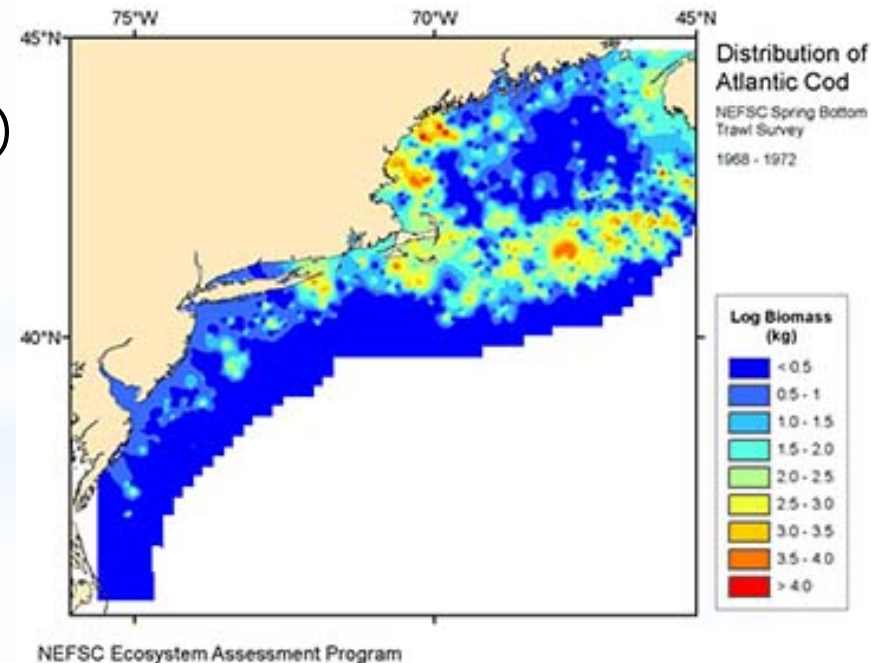 75°W 70°W 45°N
45°N
)
Distribution of
Atlantic Cod
NEFSC Spring Bottom
Trawl Survey
1968 - 1972
40°N
Log Biomass
(kg)
< 0.5
0.5 - 1
1.0 - 1.5
1.5 - 2.0
2.0 - 2.5
2.5 - 3.0
3.0 - 3.5
3.5 - 4.0
> 4.0
NEFSC Ecosystem Assessment Program